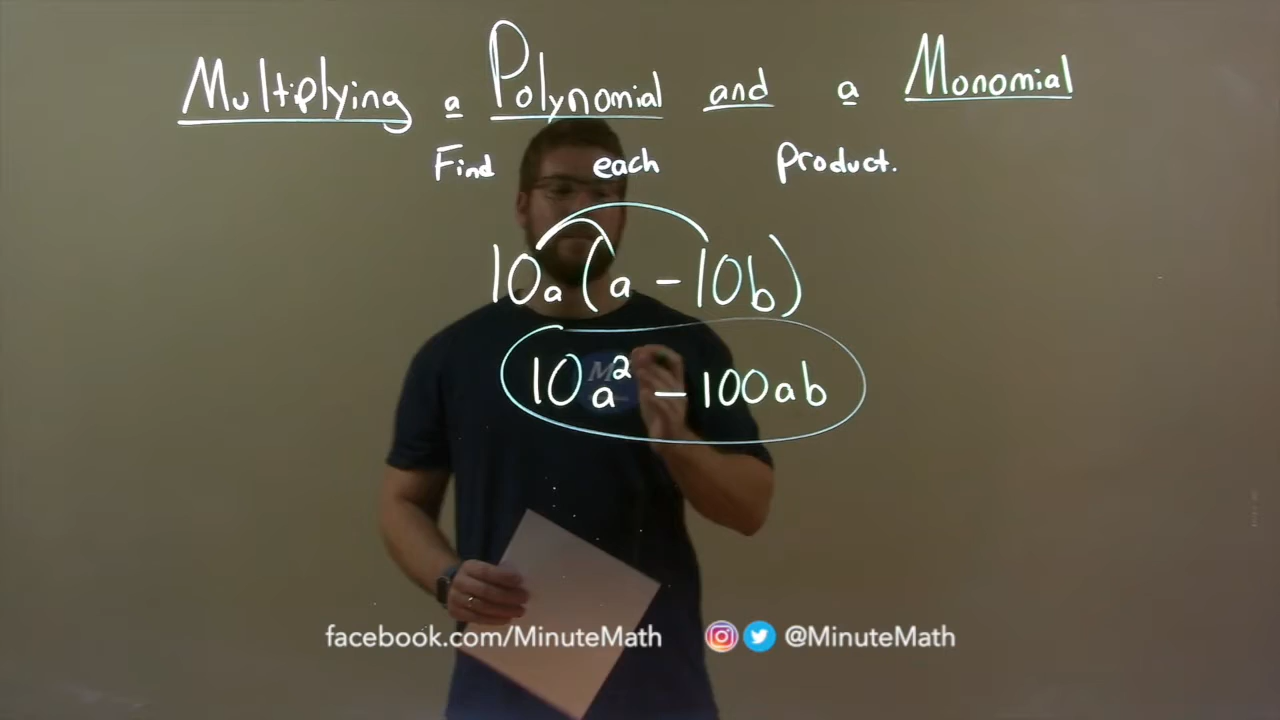 Multiplying a Polynomial and a Monomial
Find each product.
10a(a - 10b)
10a² - 100ab
facebook.com/MinuteMath @MinuteMath